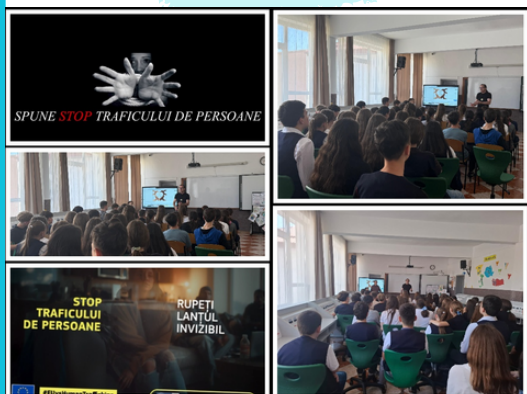 SPUNE STOP TRAFICULUI DE PERSOANE
STOP
TRAFICULUI
DE PERSOANE
RUPEȚI
LANȚUL
INVIZIBIL